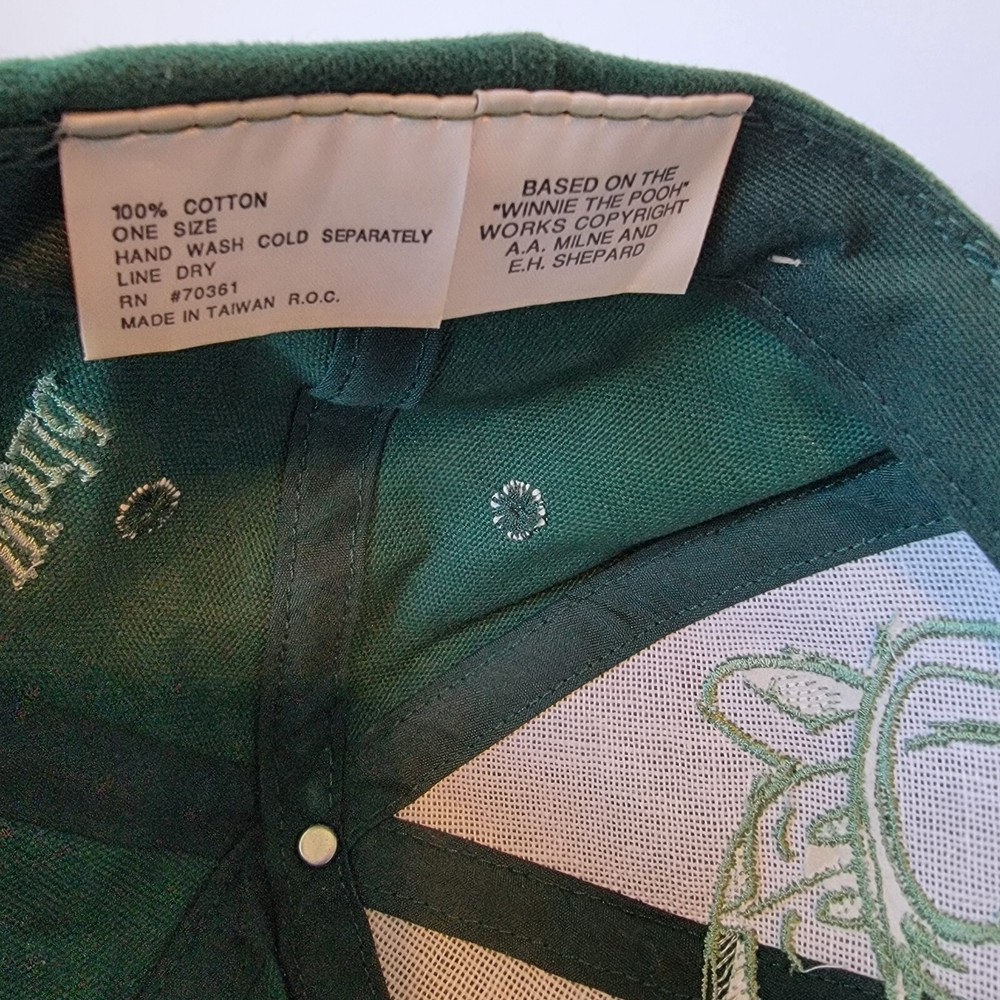 100% COTTON
ONE SIZE
HAND WASH COLD SEPARATELY
LINE DRY
RN #70361
MADE IN TAIWAN R.O.C.
BASED ON THE
"WINNIE THE POOH"
WORKS COPYRIGHT
A.A. MILNE AND
E.H. SHEPARD